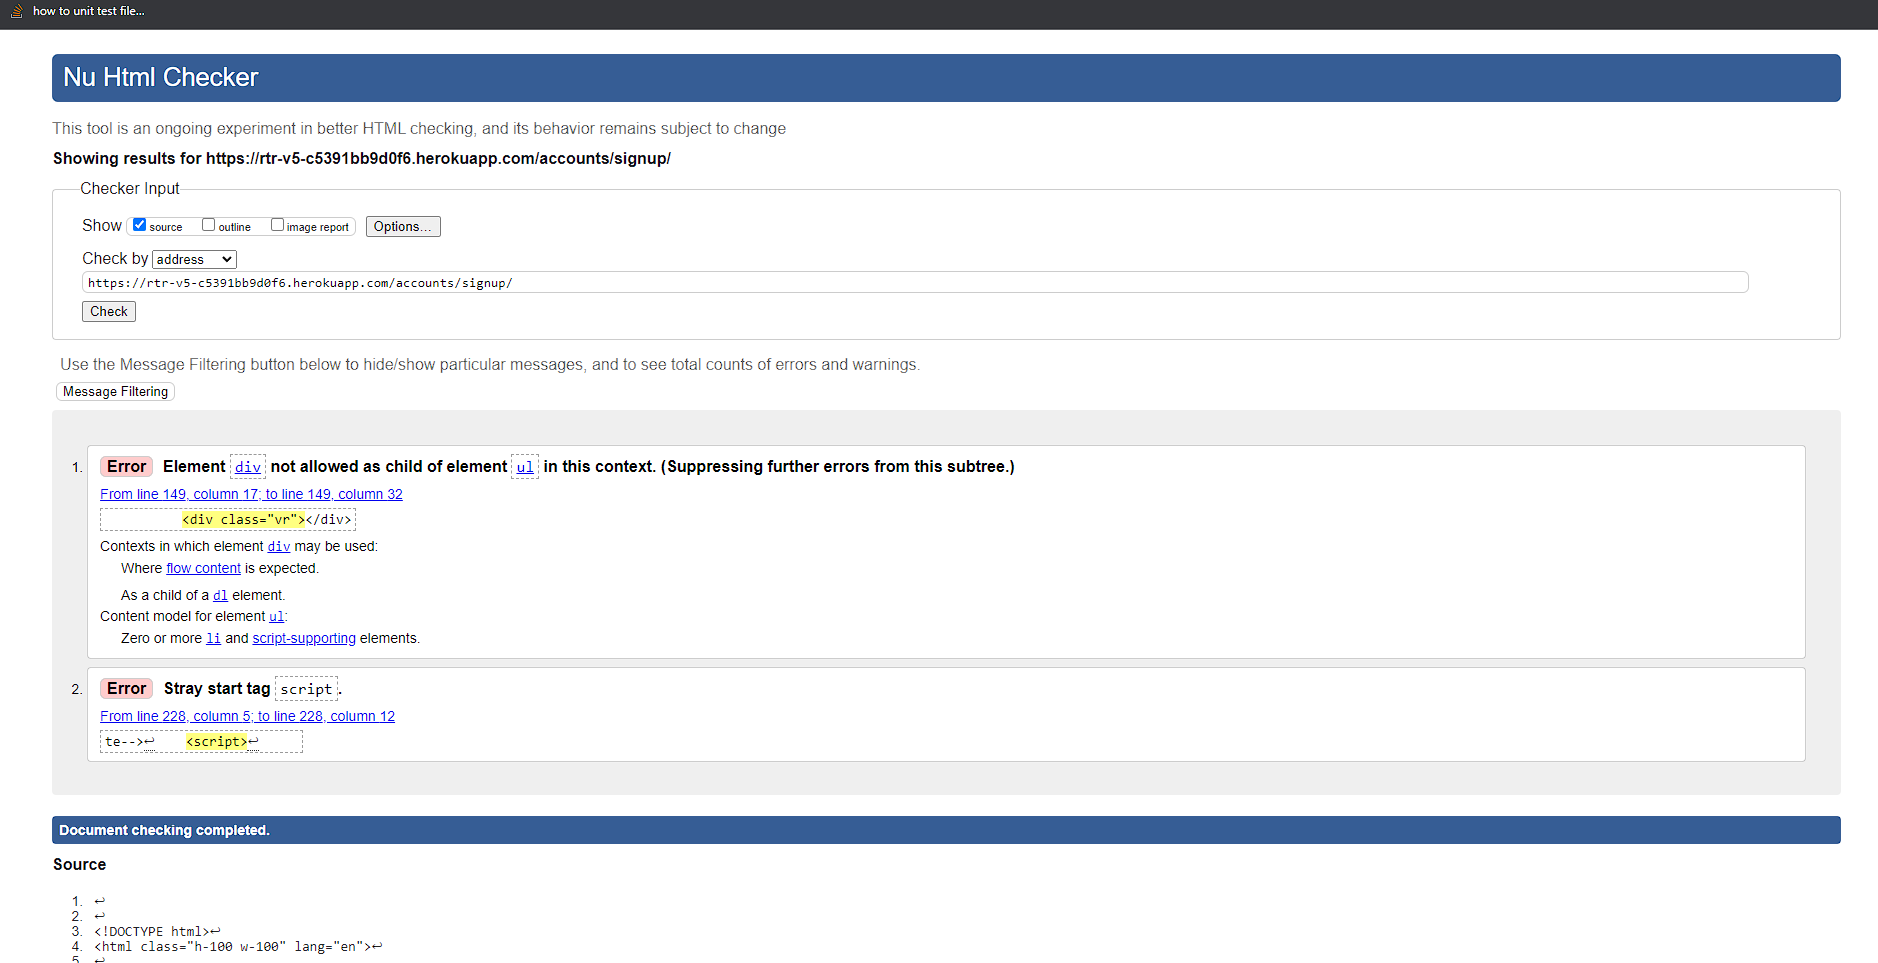 how to unit test file...
Nu Html Checker
This tool is an ongoing experiment in better HTML checking, and its behavior remains subject to change
Showing results for https://rtr-v5-c5391bb9d0f6.herokuapp.com/accounts/signup/
Checker Input
Show source outline image report Options...
Check by address
https://rtr-v5-c5391bb9d0f6.herokuapp.com/accounts/signup/
Check
Use the Message Filtering button below to hide/show particular messages, and to see total counts of errors and warnings.
Message Filtering
1. Error Element div not allowed as child of element ul in this context. (Suppressing further errors from this subtree.)
From line 149, column 17; to line 149, column 32
<div class="vr"></div>
Contexts in which element div may be used:
Where flow content is expected.
As a child of a dl element.
Content model for element ul:
Zero or more li and script-supporting elements.
2. Error Stray start tag script.
From line 228, column 5; to line 228, column 12
te-->↩ <script>↩
Document checking completed.
Source
1. ↩
2. ↩
3. <!DOCTYPE html>↩
4. <html class="h-100 w-100" lang="en">↩
5. ↩